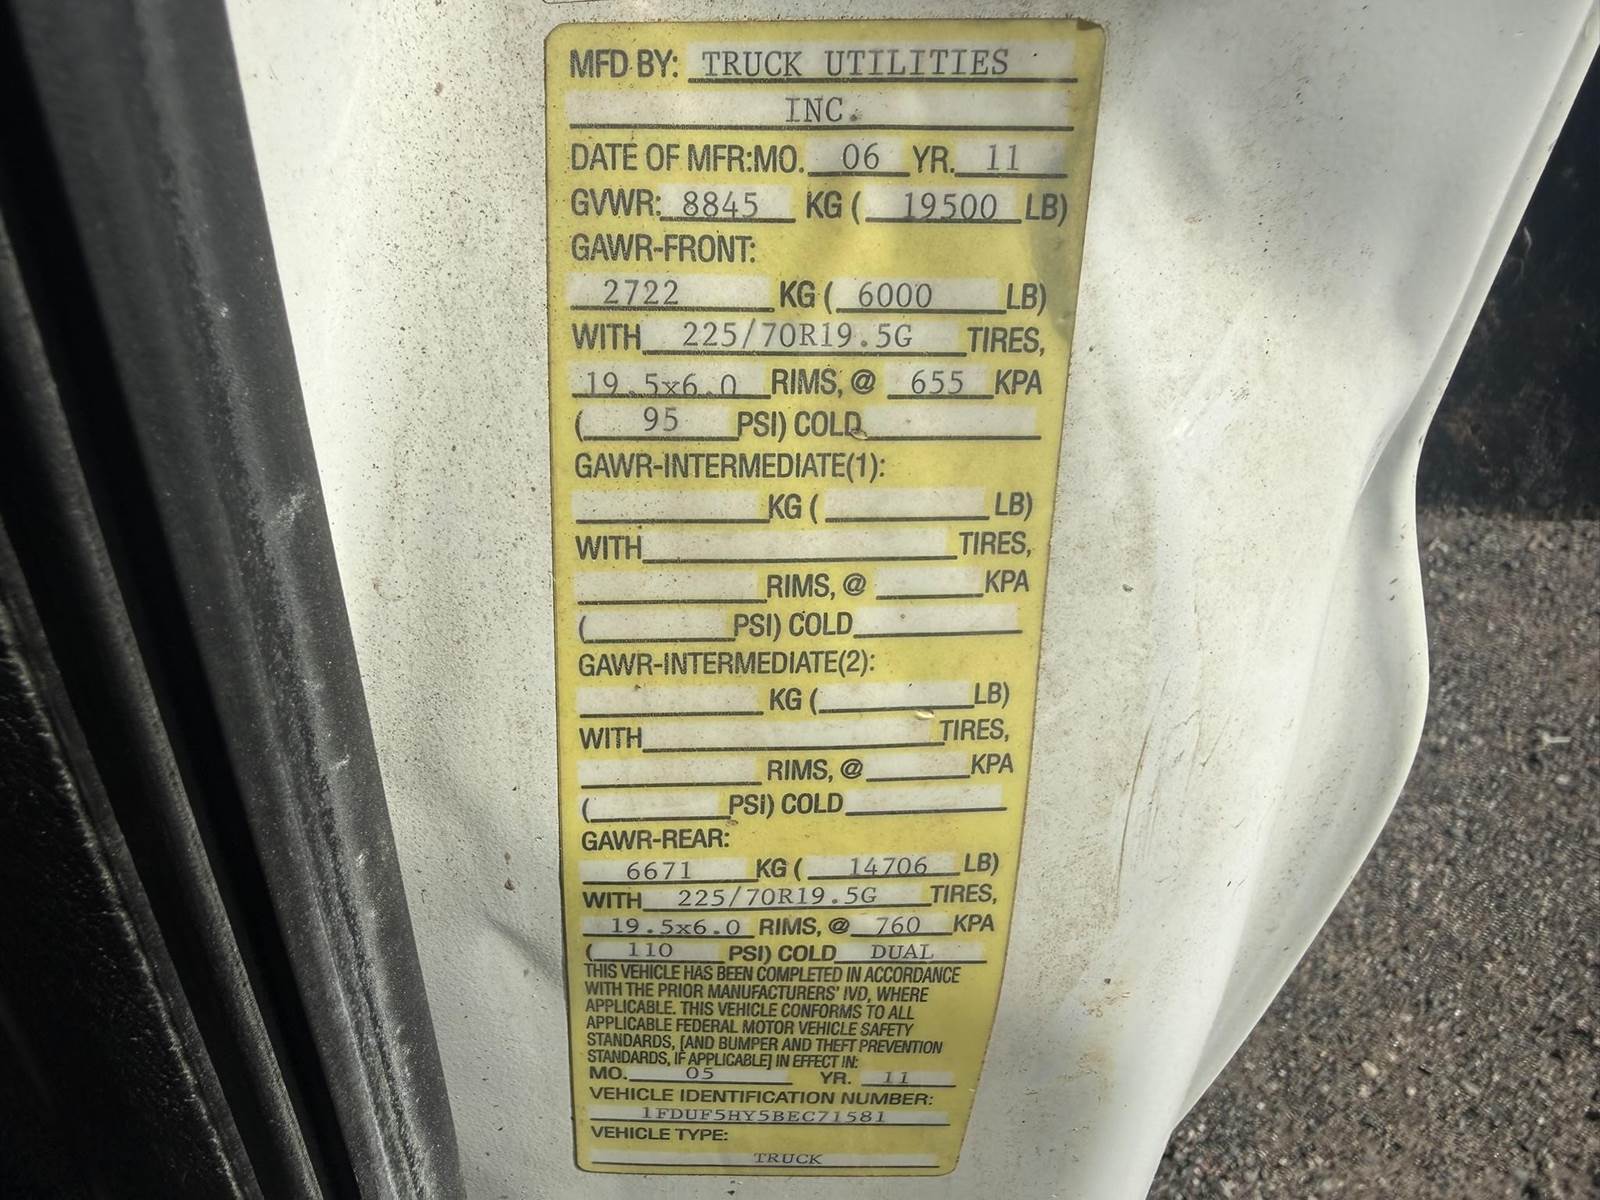 MFD BY: TRUCK UTILITIES
INC.
DATE OF MFR:MO. 06 YR. 11
GVWR: 8845 KG ( 19500 LB)
GAWR-FRONT:
2722 KG ( 6000 LB)
WITH 225/70R19.5G TIRES,
19.5x6.0 RIMS, @ 655 KPA
( 95 PSI) COLD
GAWR-INTERMEDIATE(1):
KG ( LB)
WITH TIRES,
RIMS, @ KPA
( PSI) COLD
GAWR-INTERMEDIATE(2):
KG ( LB)
WITH TIRES,
RIMS, @ KPA
( PSI) COLD
GAWR-REAR:
6671 KG ( 14706 LB)
WITH 225/70R19.5G TIRES,
19.5x6.0 RIMS, @ 760 KPA
( 110 PSI) COLD DUAL
THIS VEHICLE HAS BEEN COMPLETED IN ACCORDANCE
WITH THE PRIOR MANUFACTURERS' IVD, WHERE
APPLICABLE. THIS VEHICLE CONFORMS TO ALL
APPLICABLE FEDERAL MOTOR VEHICLE SAFETY
STANDARDS, [AND BUMPER AND THEFT PREVENTION
STANDARDS, IF APPLICABLE] IN EFFECT IN:
MO. 05 YR. 11
VEHICLE IDENTIFICATION NUMBER:
1FDUF5HY5BEC71581
VEHICLE TYPE:
TRUCK